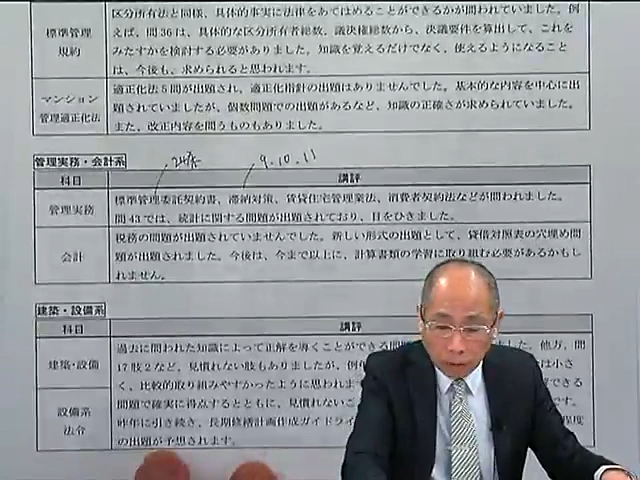 標準管理
規約
区分所有法と同様、具体的事実に法律をあてはめることができるかが問われていました。例
えば、問36は、具体的な区分所有者総数、議決権総数から、決議要件を算出して、これを
みたすかを検討する必要がありました。知識を覚えるだけでなく、使えるようになること
は、今後も、求められると思われます。
マンション
管理適正化法
適正化法5問が出題され、適正化指針の出題はありませんでした。基本的な内容を中心に出
題されていましたが、個数問題での出題があるなど、知識の正確さが求められていました。
また、改正内容を問うものもありました。
管理実務・会計系
9.10.11
科目
講評
管理実務
標準管理委託契約書、滞納対策、賃貸住宅管理業法、消費者契約法などが問われました。
問43では、統計に関する問題が出題されており、目をひきました。
会計
税務の問題が出題されていませんでした。新しい形式の出題として、貸借対照表の穴埋め問
題が出題されました。今後は、今まで以上に、計算書類の学習に取り組む必要があるかもし
れません。
建築・設備系
科目
講評
建築・設備
過去に問われた知識によって正解を導くことができる問
した。他方、問
17肢2など、見慣れない肢もありましたが、例年
は小さ
く、比較的取り組みやすかったように思われます
できる
設備系
法令
問題で確実に得点するとともに、見慣れないこ
です。
昨年に引き続き、長期修繕計画作成ガイドライ
程度
の出題が予想されます。